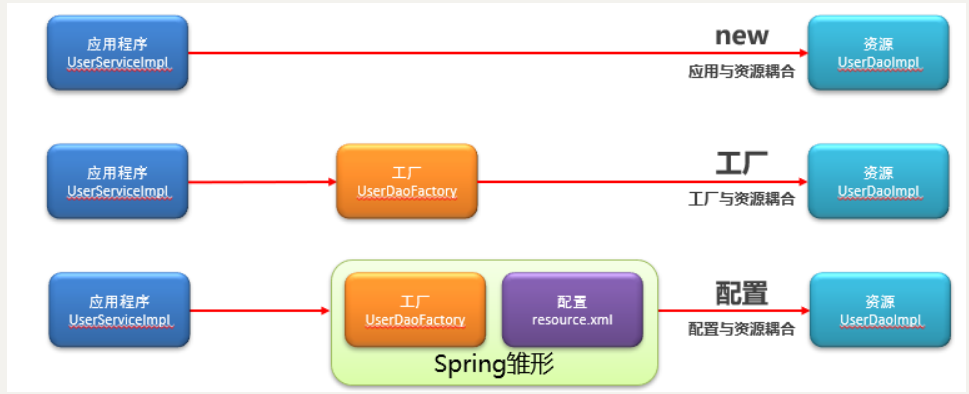 应用程序
UserServiceImpl
new
应用与资源耦合
资源
UserDaoImpl
应用程序
UserServiceImpl
工厂
UserDaoFactory
工厂
工厂与资源耦合
资源
UserDaoImpl
应用程序
UserServiceImpl
工厂
UserDaoFactory
配置
resource.xml
Spring雏形
配置
配置与资源耦合
资源
UserDaoImpl